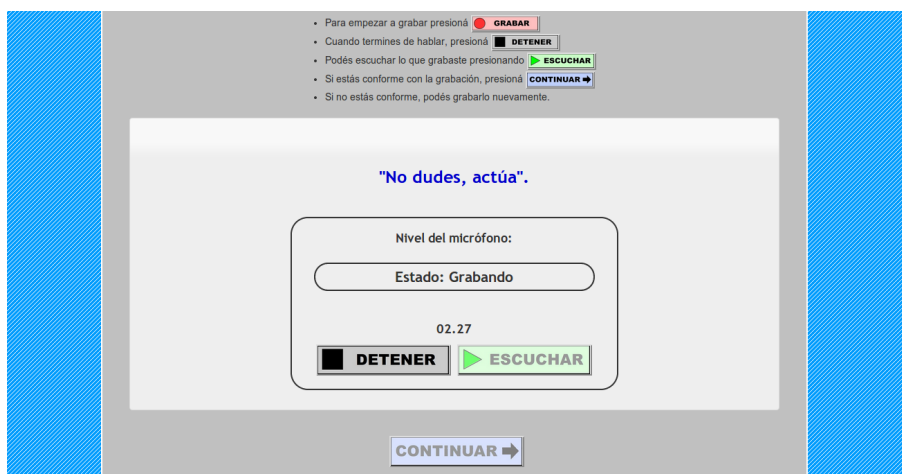 • Para empezar a grabar presioná GRABAR
• Cuando termines de hablar, presioná DETENER
• Podés escuchar lo que grabaste presionando ESCUCHAR
• Si estás conforme con la grabación, presioná CONTINUAR
• Si no estás conforme, podés grabarlo nuevamente.
"No dudes, actúa".
Nivel del micrófono:
Estado: Grabando
02.27
DETENER ESCUCHAR
CONTINUAR